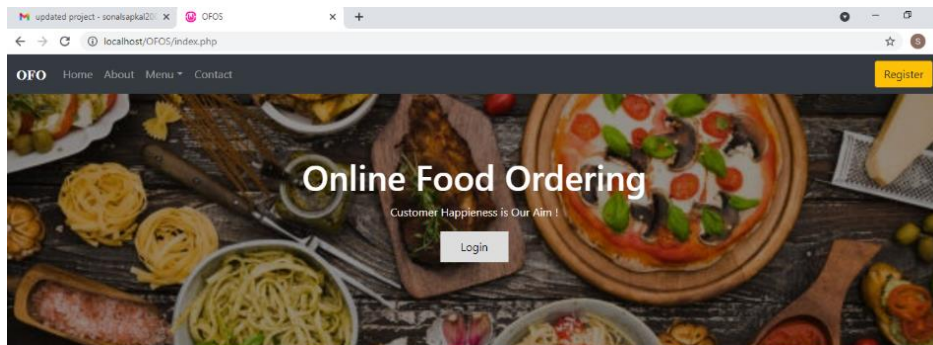 updated project - sonalsapkal20
OFOS
localhost/OFOS/index.php
S
OFO Home About Menu Contact Register
Online Food Ordering
Customer Happieness is Our Aim !
Login